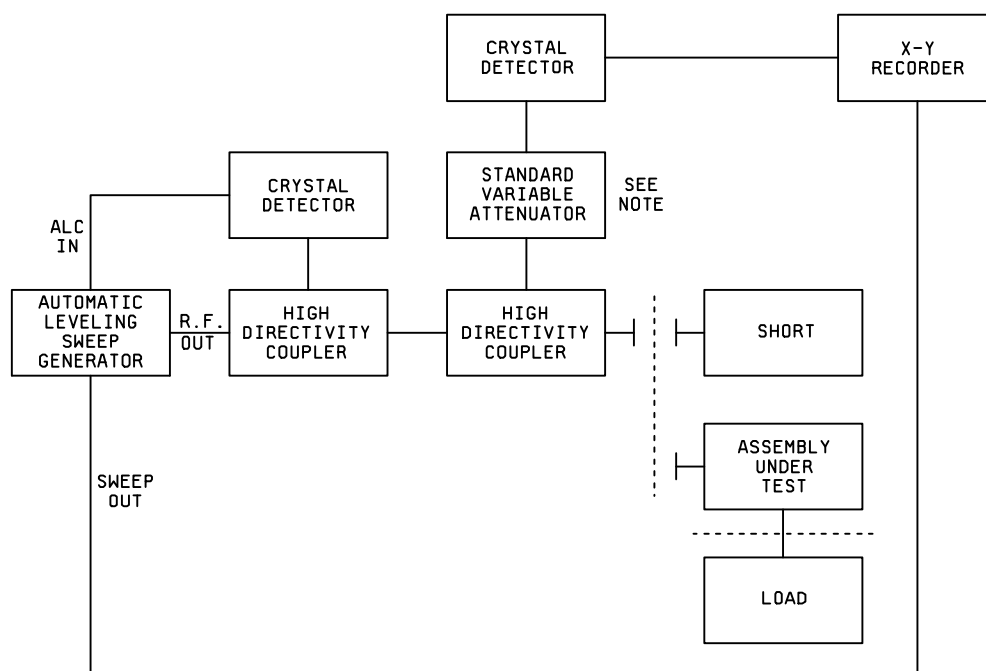 CRYSTAL
DETECTOR
X-Y
RECORDER
CRYSTAL
DETECTOR
STANDARD
VARIABLE
ATTENUATOR
SEE
NOTE
ALC
IN
AUTOMATIC
LEVELING
SWEEP
GENERATOR
R.F.
OUT
HIGH
DIRECTIVITY
COUPLER
HIGH
DIRECTIVITY
COUPLER
SHORT
ASSEMBLY
UNDER
TEST
SWEEP
OUT
LOAD